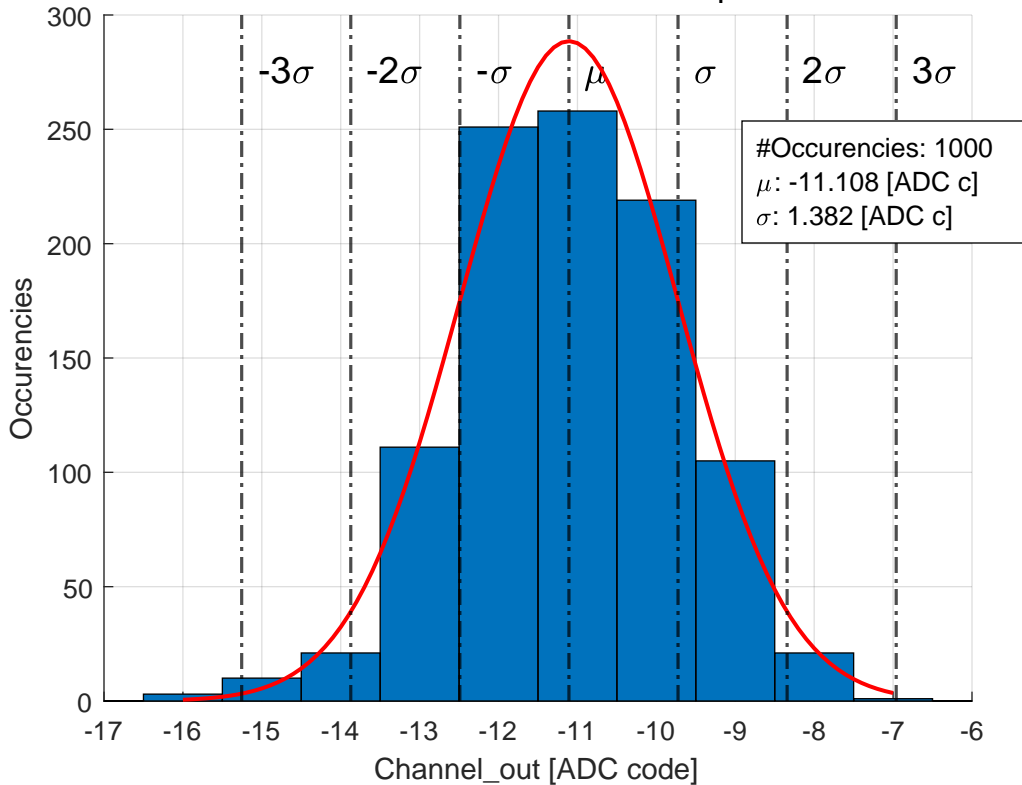 300
250
200
150
100
50
0
Occurencies
-3σ -2σ -σ μ σ 2σ 3σ
#Occurencies: 1000
μ: -11.108 [ADC c]
σ: 1.382 [ADC c]
-17 -16 -15 -14 -13 -12 -11 -10 -9 -8 -7 -6
Channel_out [ADC code]